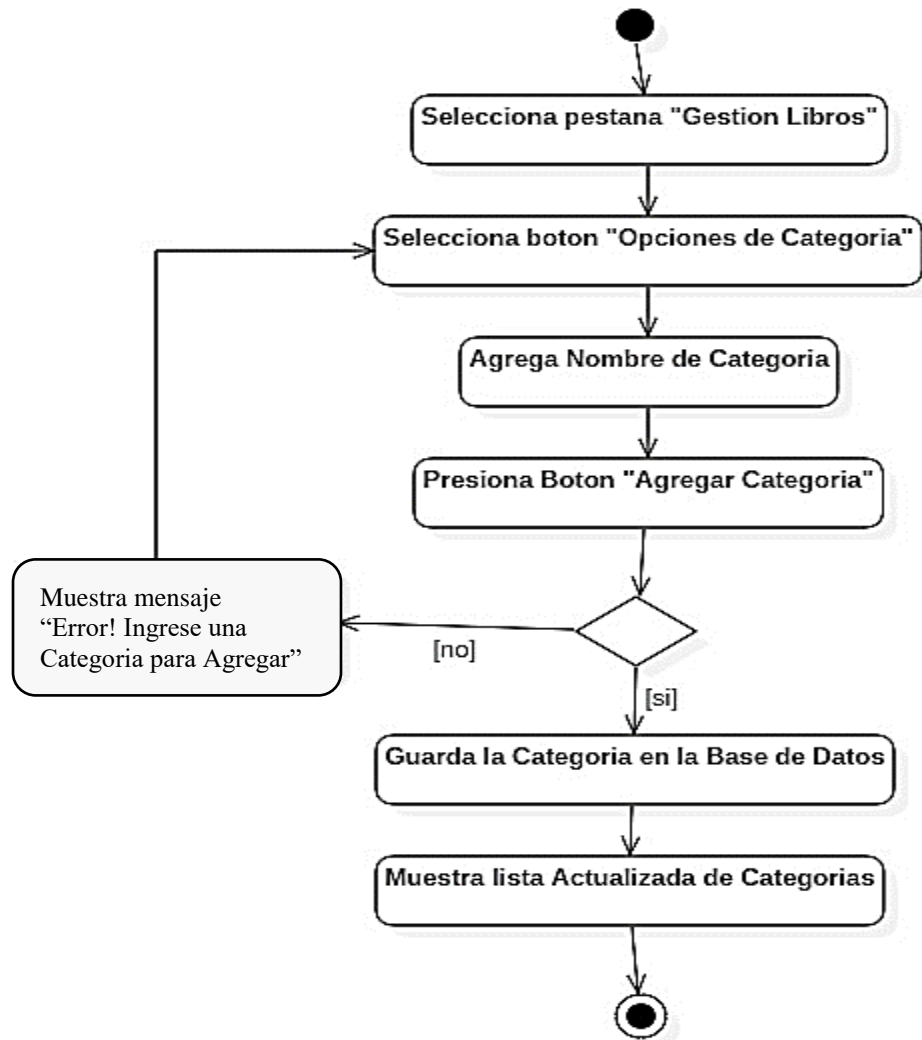 Selecciona pestana "Gestion Libros"
Selecciona boton "Opciones de Categoria"
Agrega Nombre de Categoria
Presiona Boton "Agregar Categoria"
Muestra mensaje
“Error! Ingrese una
Categoria para Agregar”
[no]
[si]
Guarda la Categoria en la Base de Datos
Muestra lista Actualizada de Categorias